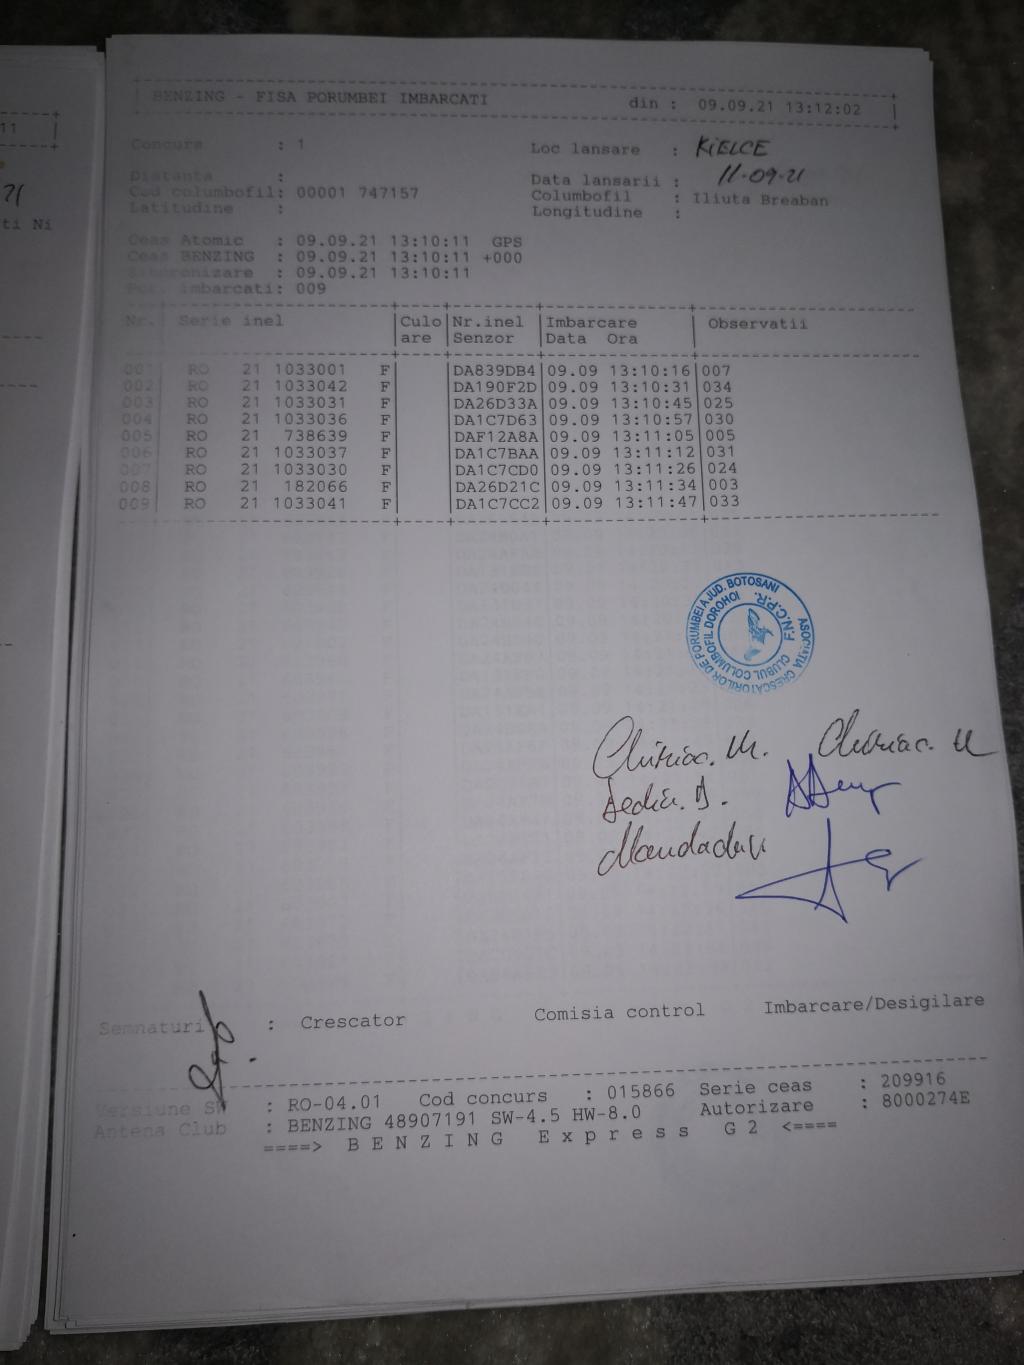 11
21
ti Ni
BENZING - FISA PORUMBEI IMBARCATI din : 09.09.21 13:12:02
Concurs : 1 Loc lansare : KiELCE
Distanta : Data lansarii : 11-09-21
Cod columbofil: 00001 747157 Columbofil : Iliuta Breaban
Latitudine : Longitudine :
Ceas Atomic : 09.09.21 13:10:11 GPS
Ceas BENZING : 09.09.21 13:10:11 +000
Sincronizare : 09.09.21 13:10:11
Por. imbarcati: 009
Nr. Serie inel Culo Nr.inel Imbarcare Observatii
are Senzor Data Ora
001 RO 21 1033001 F DA839DB4 09.09 13:10:16 007
002 RO 21 1033042 F DA190F2D 09.09 13:10:31 034
003 RO 21 1033031 F DA26D33A 09.09 13:10:45 025
004 RO 21 1033036 F DA1C7D63 09.09 13:10:57 030
005 RO 21 738639 F DAF12A8A 09.09 13:11:05 005
006 RO 21 1033037 F DA1C7BAA 09.09 13:11:12 031
007 RO 21 1033030 F DA1C7CD0 09.09 13:11:26 024
008 RO 21 182066 F DA26D21C 09.09 13:11:34 003
009 RO 21 1033041 F DA1C7CC2 09.09 13:11:47 033
ASOCIATIA CRESCATORILOR DE PORUMBEI A JUD. BOTOSANI
CLUBUL COLUMBOFIL DOROHOI
F.N.C.P.R.
Chiriac. M. Chiriac. M
Semnaturi : Crescator Comisia control Imbarcare/Desigilare
Versiune SW : RO-04.01 Cod concurs : 015866 Serie ceas : 209916
Antena Club : BENZING 48907191 SW-4.5 HW-8.0 Autorizare : 8000274E
====> B E N Z I N G E x p r e s s G 2 <====